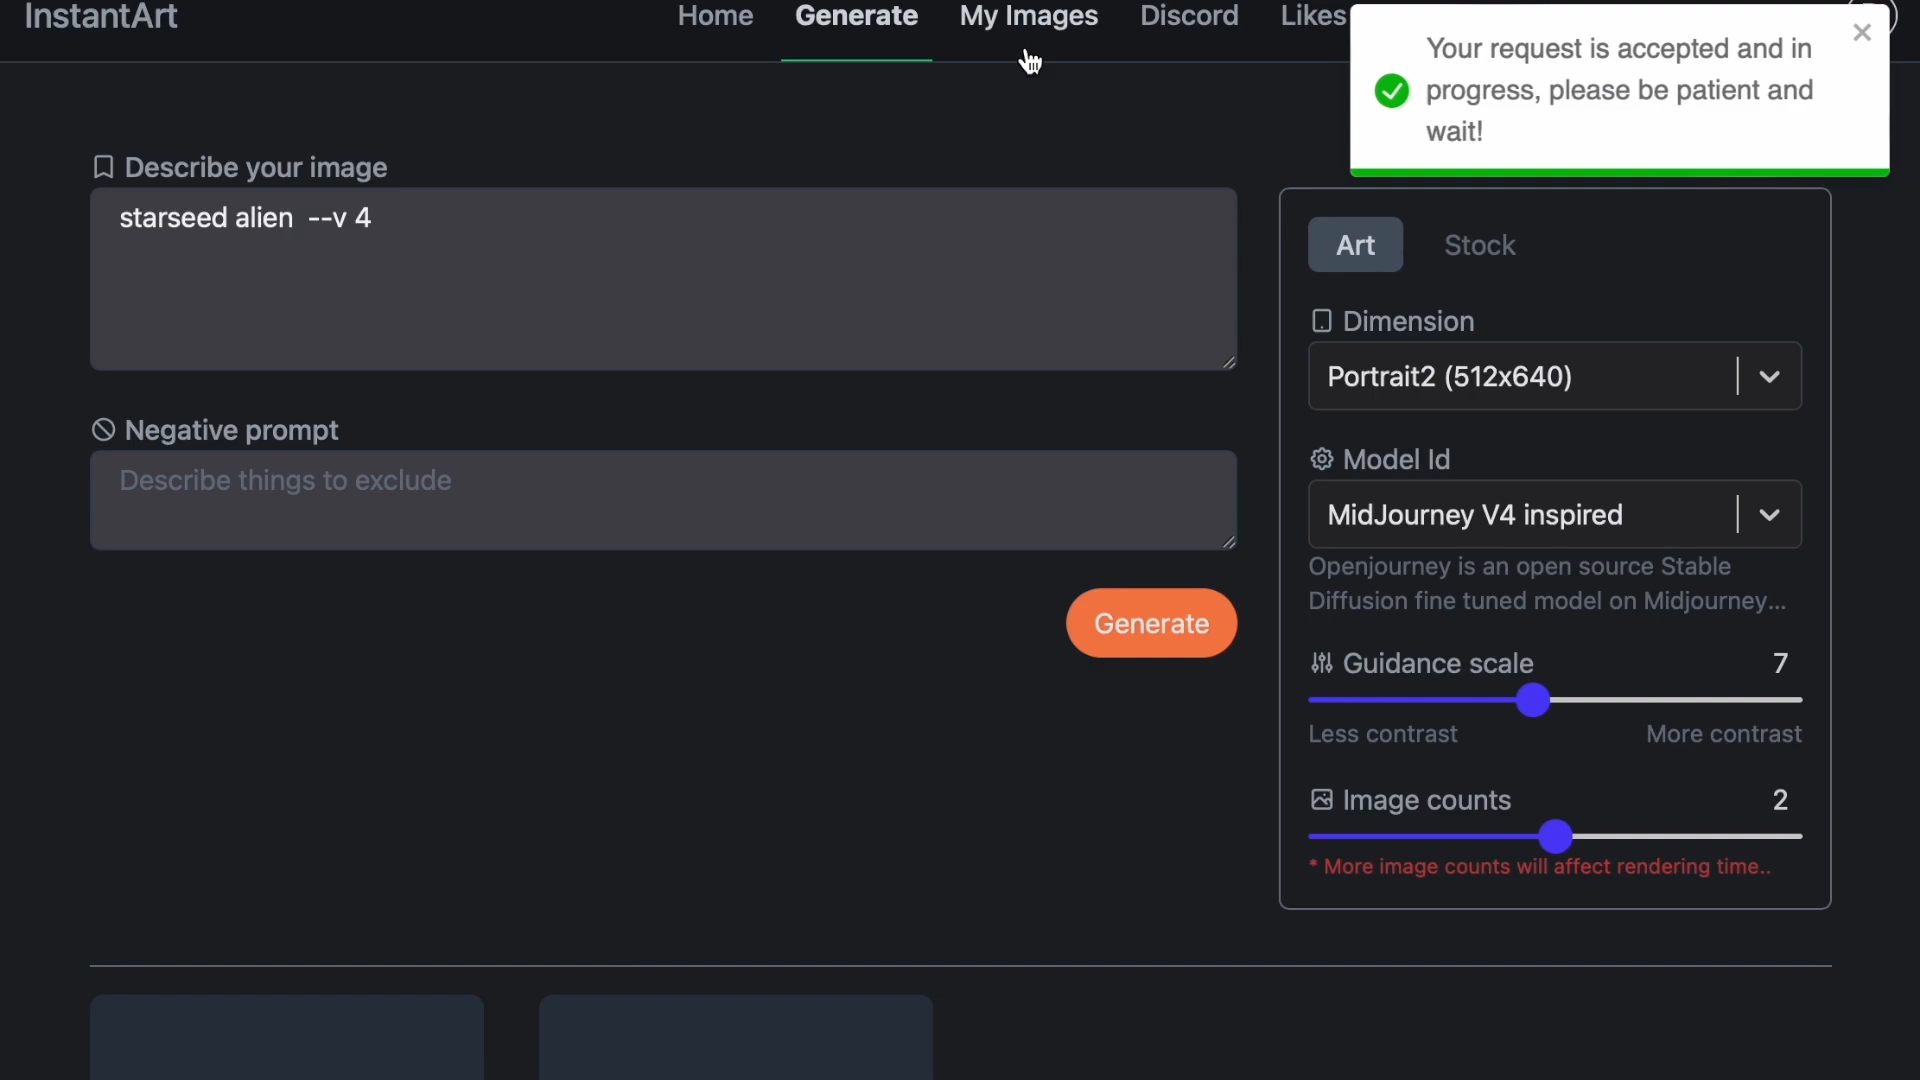 InstantArt
Home
Generate
My Images
Discord
Likes
Your request is accepted and in
progress, please be patient and
wait!
Describe your image
starseed alien --v 4
Negative prompt
Describe things to exclude
Generate
Art
Stock
Dimension
Portrait2 (512x640)
Model Id
MidJourney V4 inspired
Openjourney is an open source Stable
Diffusion fine tuned model on Midjourney...
Guidance scale
7
Less contrast
More contrast
Image counts
2
* More image counts will affect rendering time..